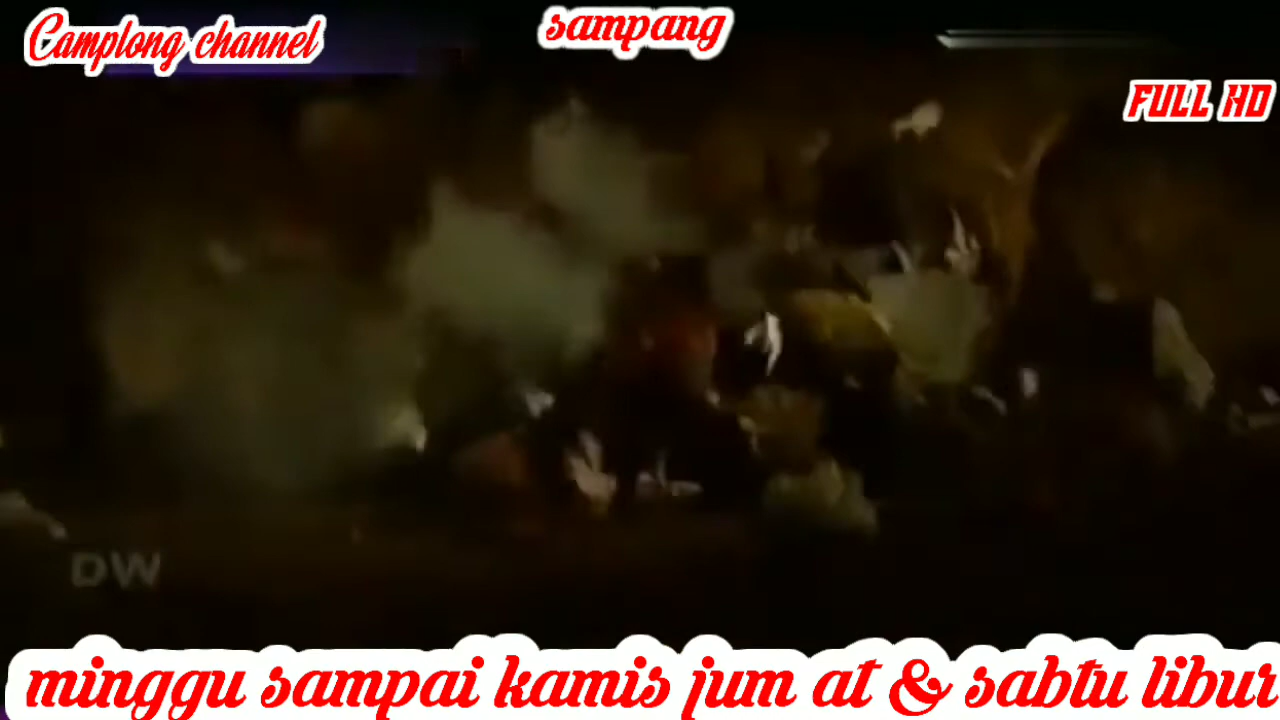 Camplong channel
sampang
FULL HD
DW
minggu sampai kamis jum at & sabtu libur